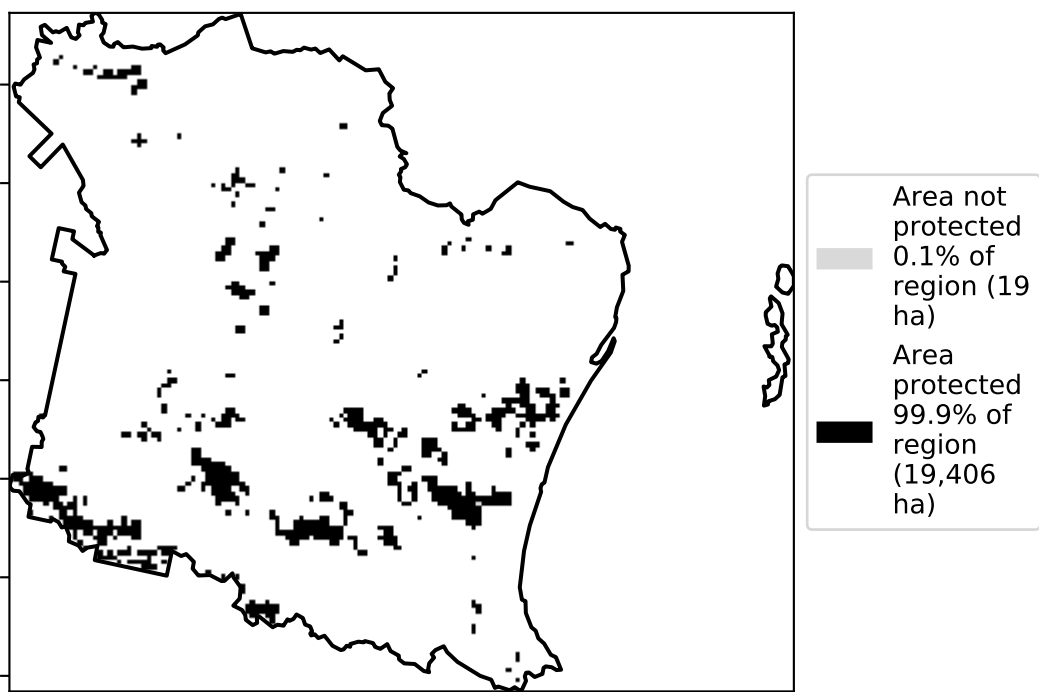 Area not
protected
0.1% of
region (19
ha)
Area
protected
99.9% of
region
(19,406
ha)